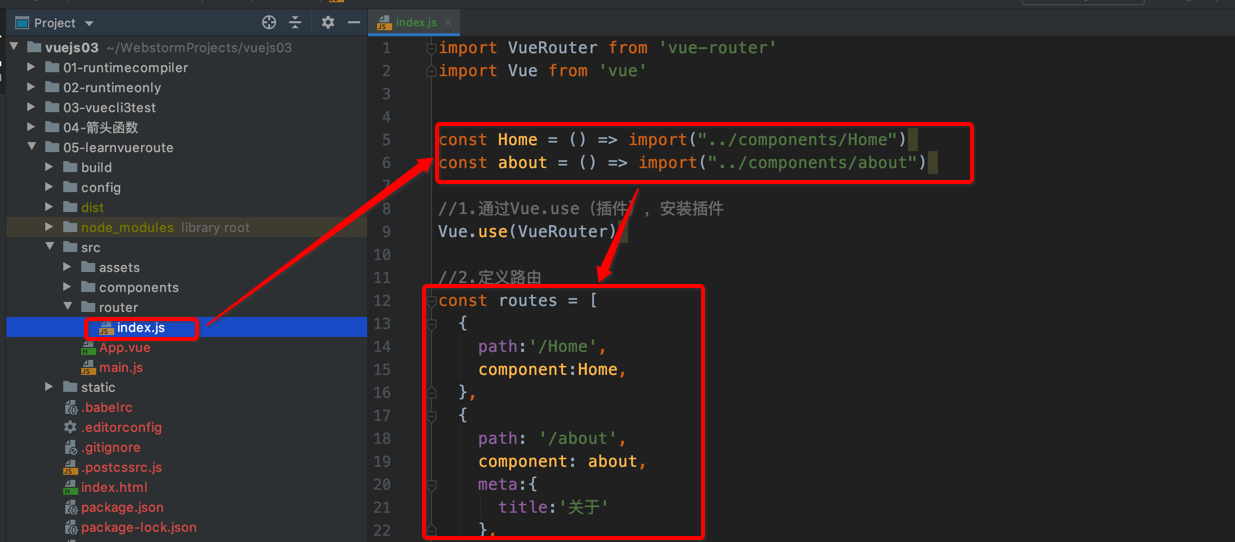 Project
vuejs03 ~/WebstormProjects/vuejs03
01-runtimecompiler
02-runtimeonly
03-vuecli3test
04-箭头函数
05-learnvueroute
build
config
dist
node_modules library root
src
assets
components
router
index.js
App.vue
main.js
static
.babelrc
.editorconfig
.gitignore
.postcssrc.js
index.html
package.json
package-lock.json
index.js
1 import VueRouter from 'vue-router'
2 import Vue from 'vue'
3
4
5 const Home = () => import("../components/Home")
6 const about = () => import("../components/about")
7
8 //1.通过Vue.use（插件），安装插件
9 Vue.use(VueRouter)
10
11 //2.定义路由
12 const routes = [
13 {
14 path:'/Home',
15 component:Home,
16 },
17 {
18 path: '/about',
19 component: about,
20 meta:{
21 title:'关于'
22 },